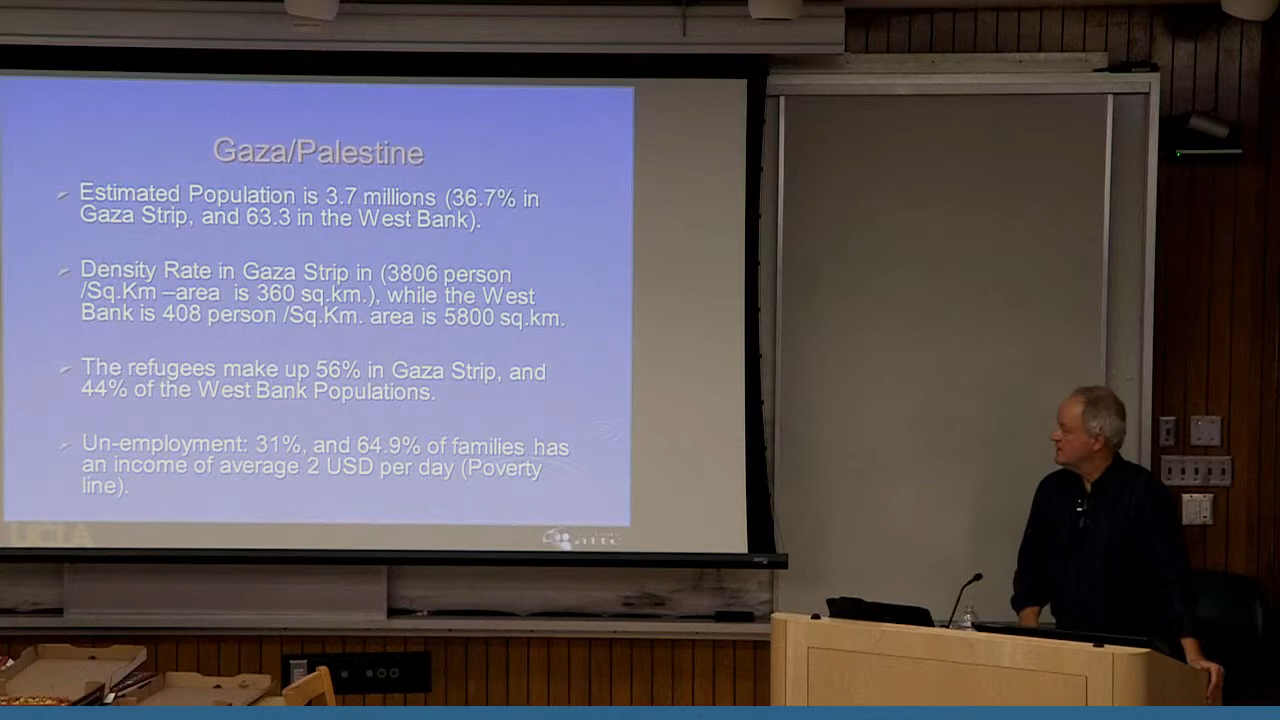 Gaza/Palestine
Estimated Population is 3.7 millions (36.7% in
Gaza Strip, and 63.3 in the West Bank).
Density Rate in Gaza Strip in (3806 person
/Sq.Km –area is 360 sq.km.), while the West
Bank is 408 person /Sq.Km. area is 5800 sq.km.
The refugees make up 56% in Gaza Strip, and
44% of the West Bank Populations.
Un-employment: 31%, and 64.9% of families has
an income of average 2 USD per day (Poverty
line).
UCLA